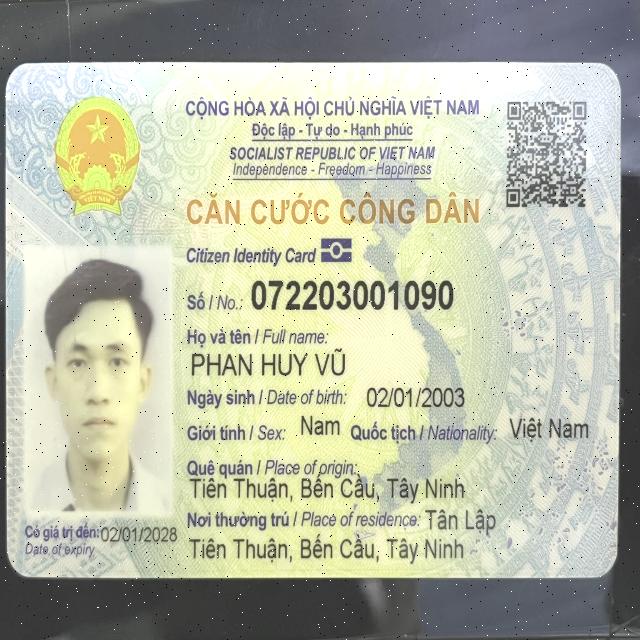 CỘNG HÒA XÃ HỘI CHỦ NGHĨA VIỆT NAM
Độc lập - Tự do - Hạnh phúc
SOCIALIST REPUBLIC OF VIET NAM
Independence - Freedom - Happiness
CĂN CƯỚC CÔNG DÂN
Citizen Identity Card
Số / No.: 072203001090
Họ và tên / Full name:
PHAN HUY VŨ
Ngày sinh / Date of birth: 02/01/2003
Giới tính / Sex: Nam Quốc tịch / Nationality: Việt Nam
Quê quán / Place of origin:
Tiên Thuận, Bến Cầu, Tây Ninh
Nơi thường trú / Place of residence: Tân Lập
Tiên Thuận, Bến Cầu, Tây Ninh
Có giá trị đến: 02/01/2028
Date of expiry
VIỆT NAM